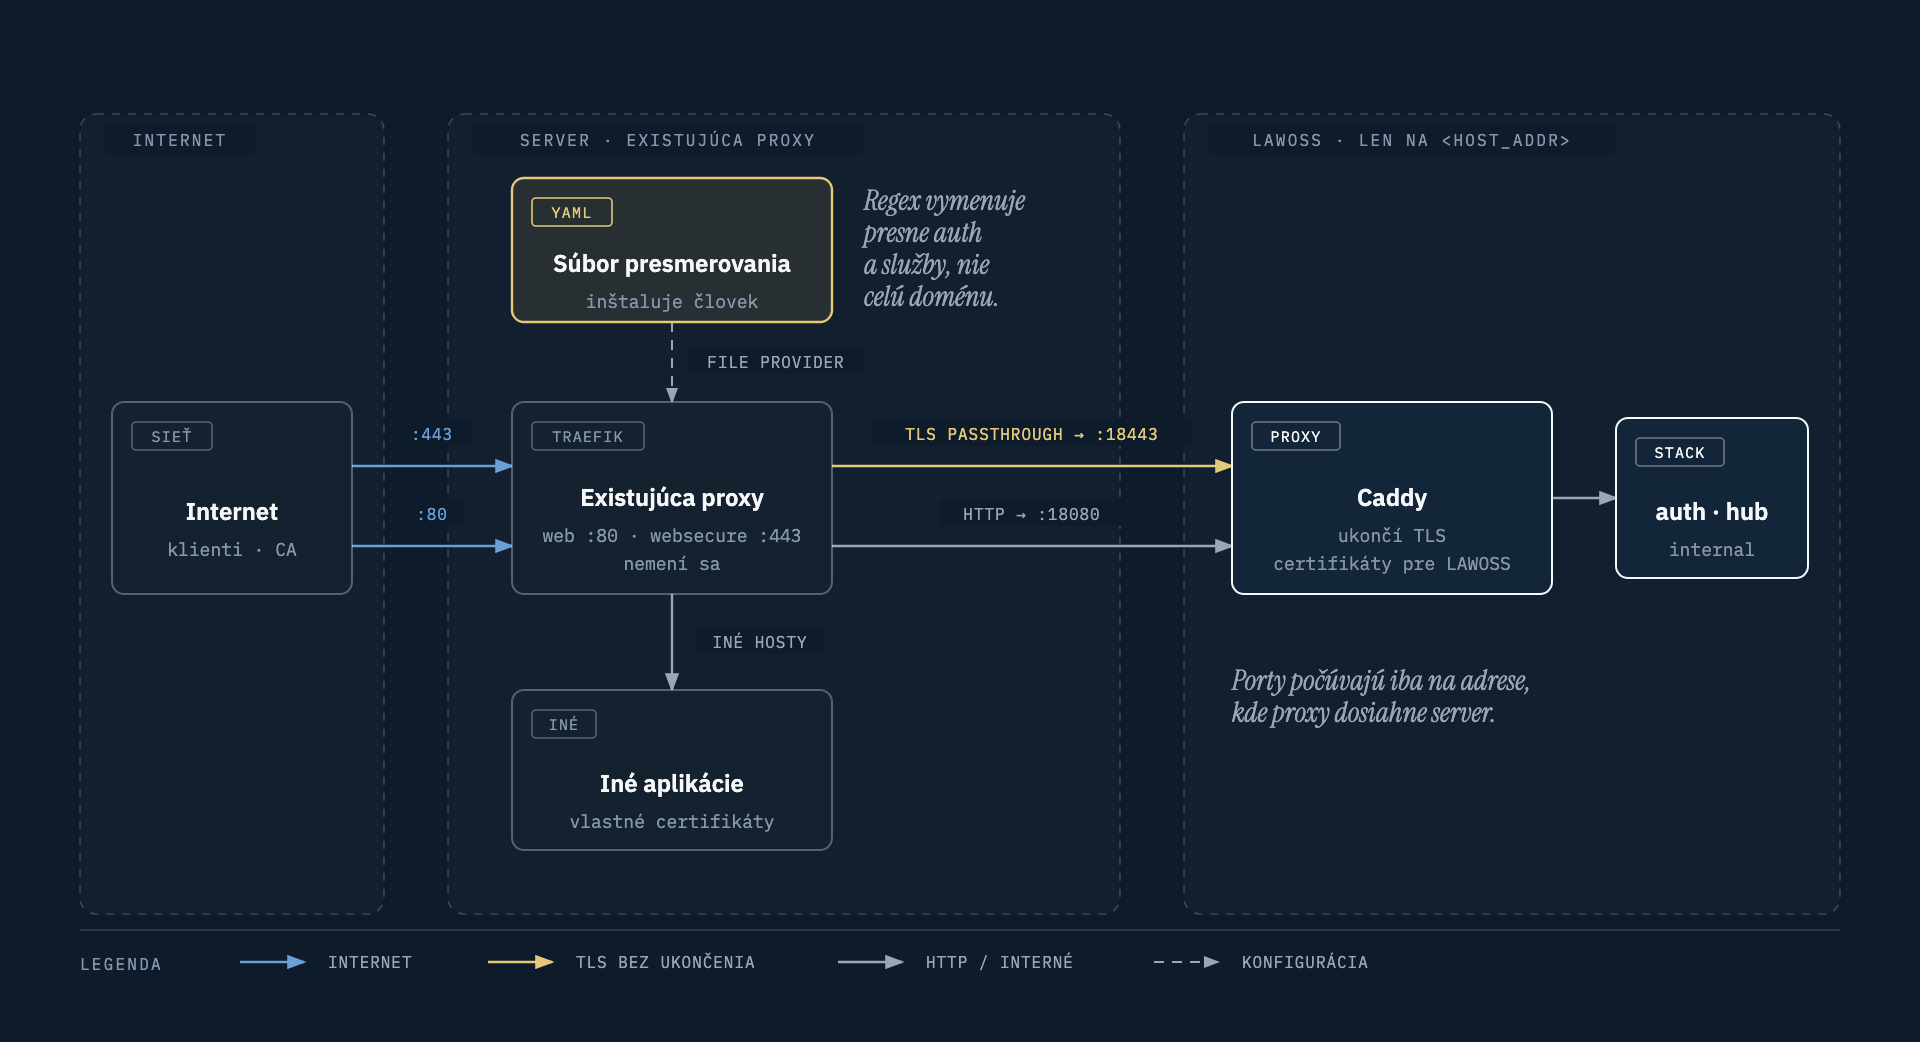 INTERNET
SERVER · EXISTUJÚCA PROXY
LAWOSS · LEN NA <HOST_ADDR>
YAML
Súbor presmerovania
inštaluje človek
Regex vymenuje
presne auth
a služby, nie
celú doménu.
FILE PROVIDER
SIEŤ
Internet
klienti · CA
:443
:80
TRAEFIK
Existujúca proxy
web :80 · websecure :443
nemení sa
TLS PASSTHROUGH → :18443
HTTP → :18080
PROXY
Caddy
ukončí TLS
certifikáty pre LAWOSS
STACK
auth · hub
internal
INÉ HOSTY
INÉ
Iné aplikácie
vlastné certifikáty
Porty počúvajú iba na adrese,
kde proxy dosiahne server.
LEGENDA
INTERNET
TLS BEZ UKONČENIA
HTTP / INTERNÉ
KONFIGURÁCIA